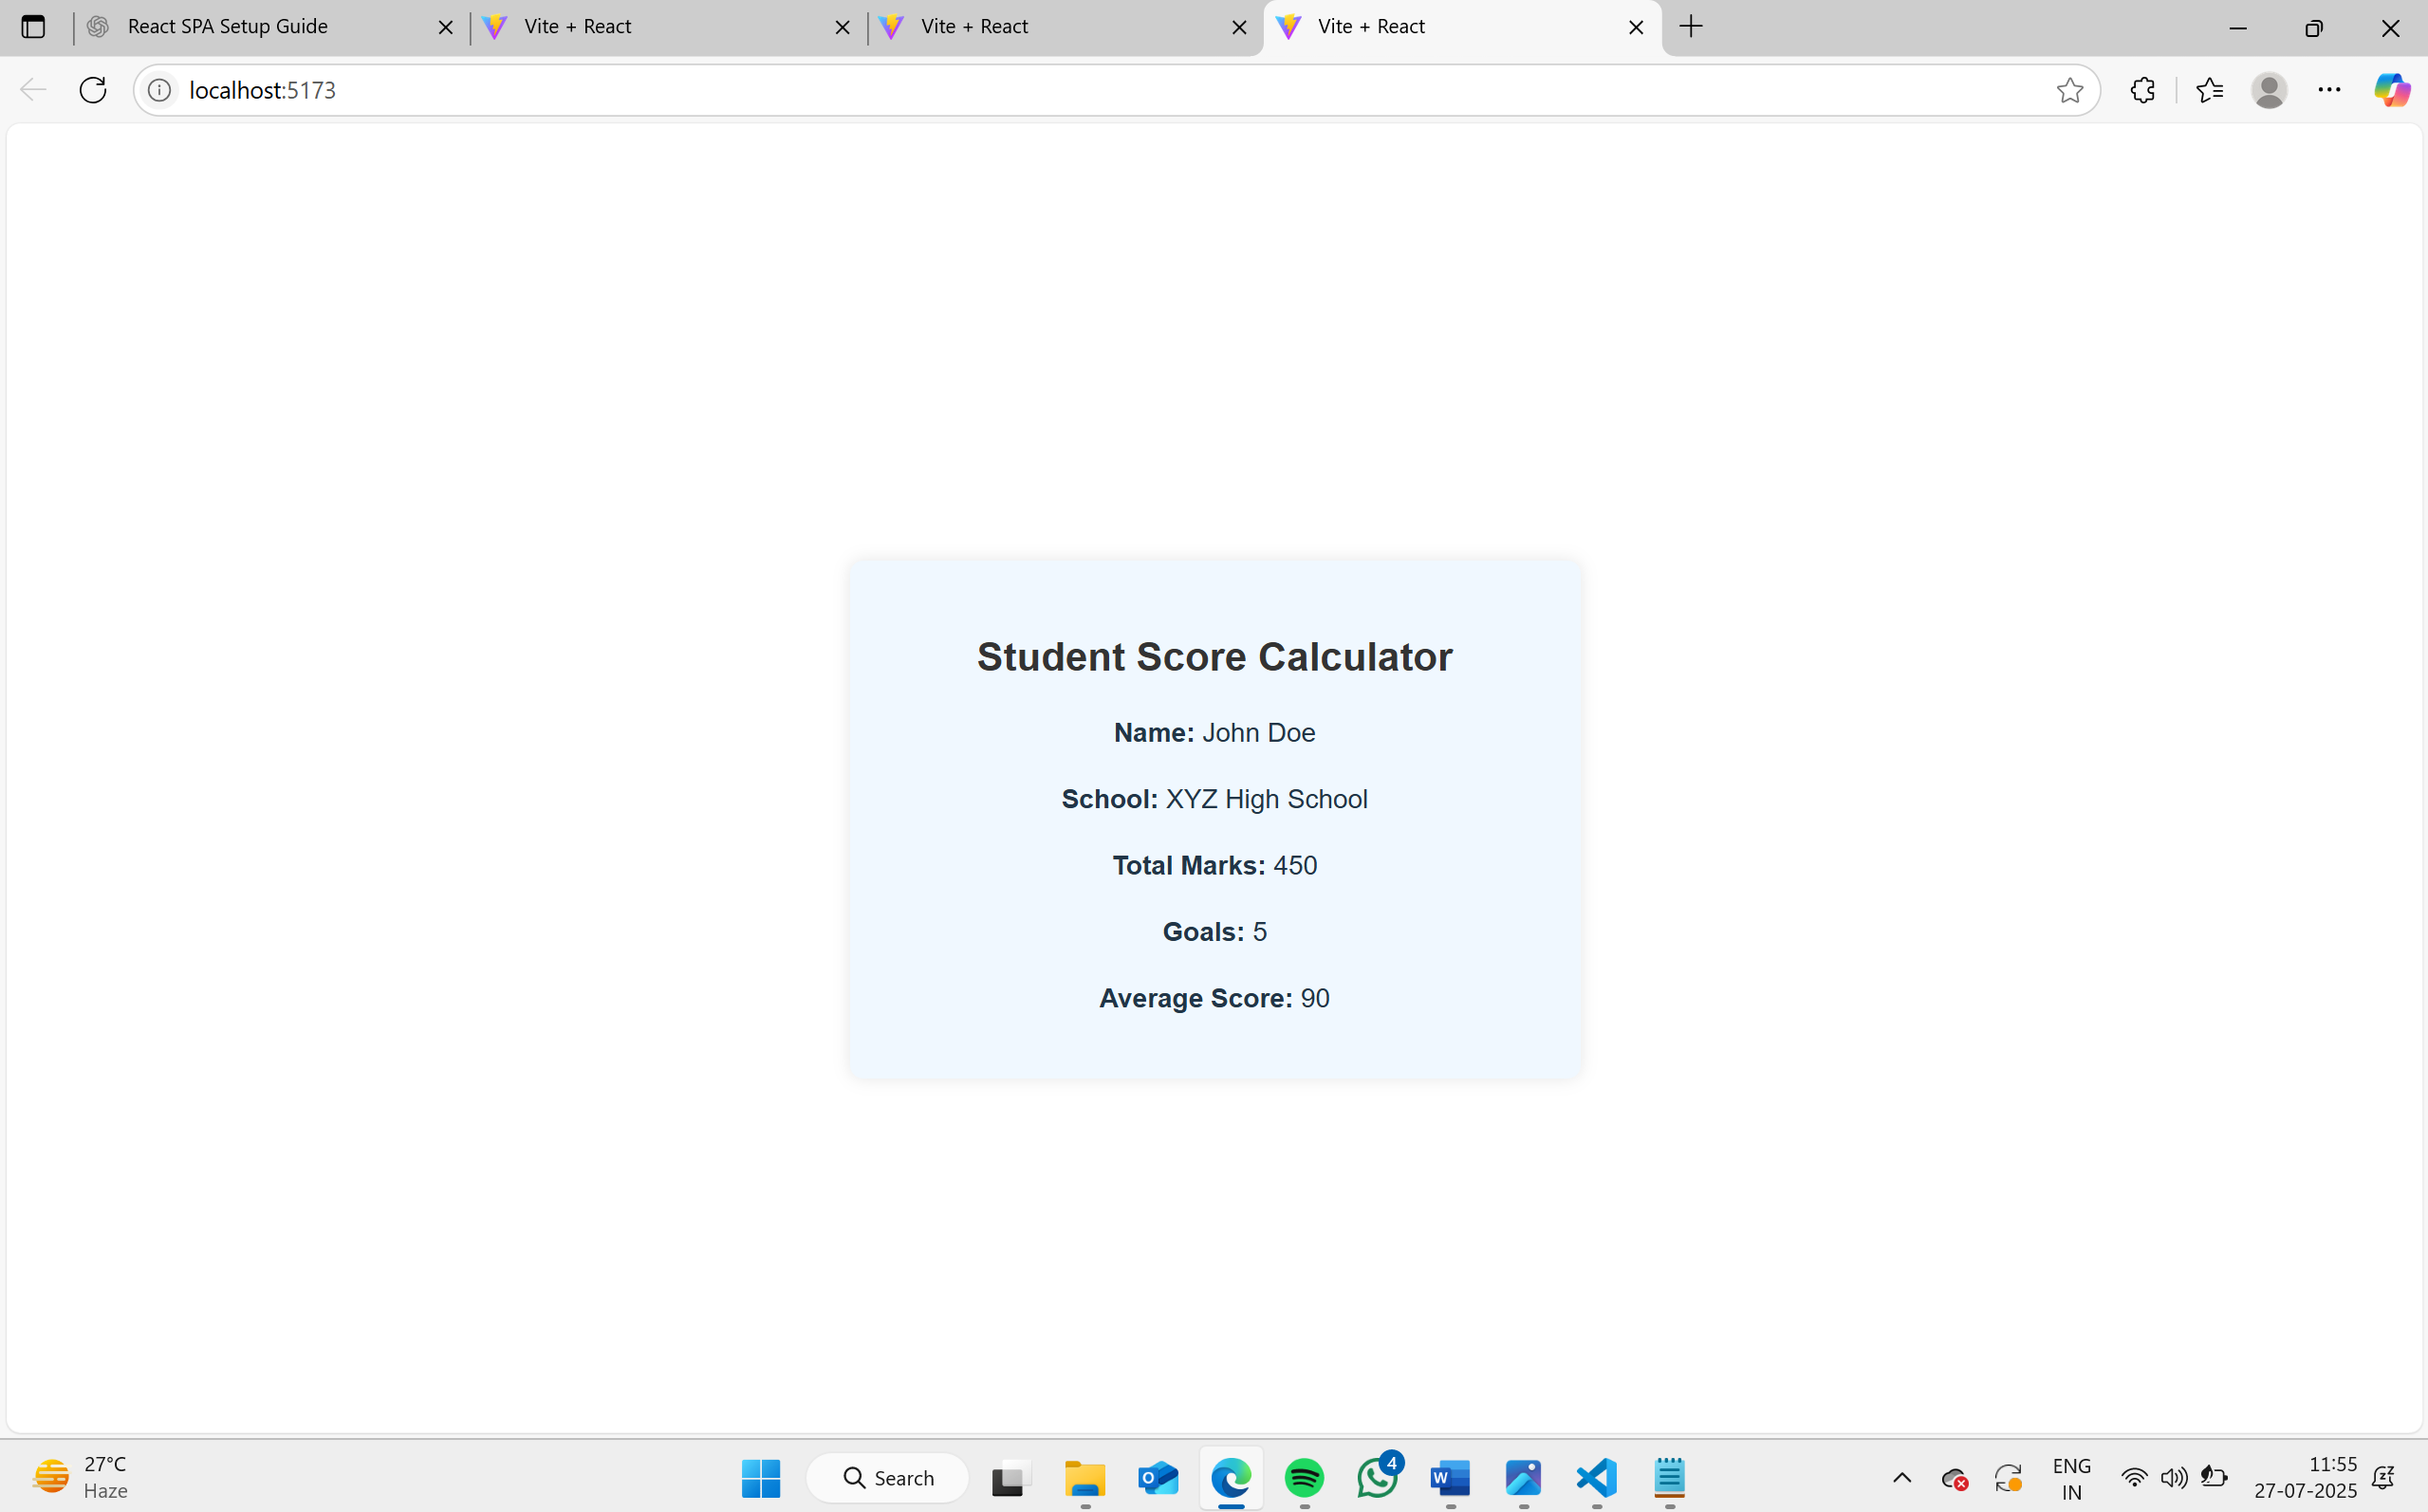 React SPA Setup Guide
Vite + React
Vite + React
Vite + React
localhost:5173
Student Score Calculator
Name: John Doe
School: XYZ High School
Total Marks: 450
Goals: 5
Average Score: 90
27°C
Haze
Search
4
ENG
IN
11:55
27-07-2025